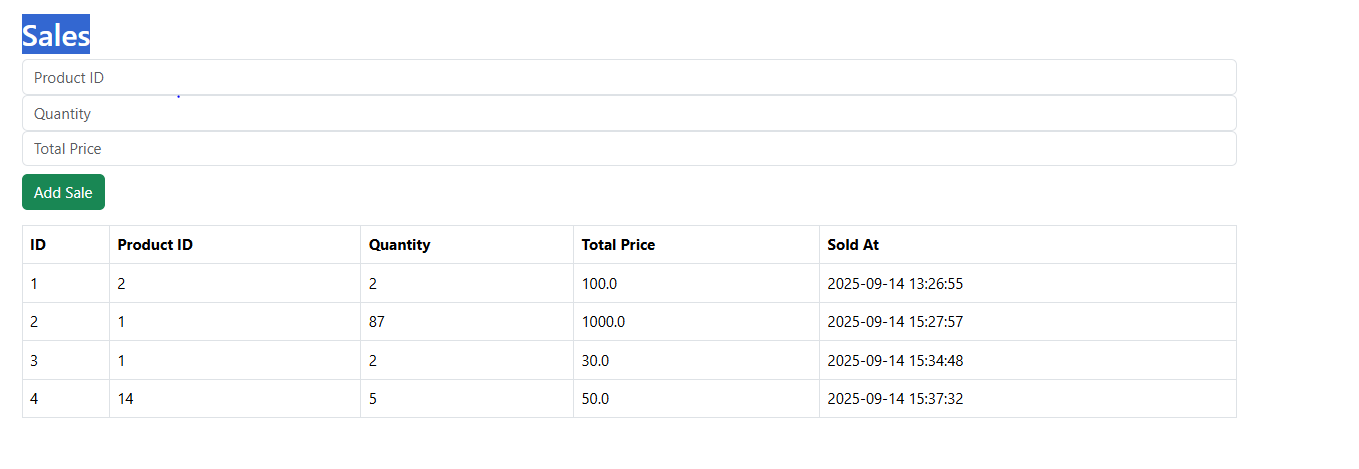 Sales
Product ID
Quantity
Total Price
Add Sale
ID Product ID Quantity Total Price Sold At
1 2 2 100.0 2025-09-14 13:26:55
2 1 87 1000.0 2025-09-14 15:27:57
3 1 2 30.0 2025-09-14 15:34:48
4 14 5 50.0 2025-09-14 15:37:32